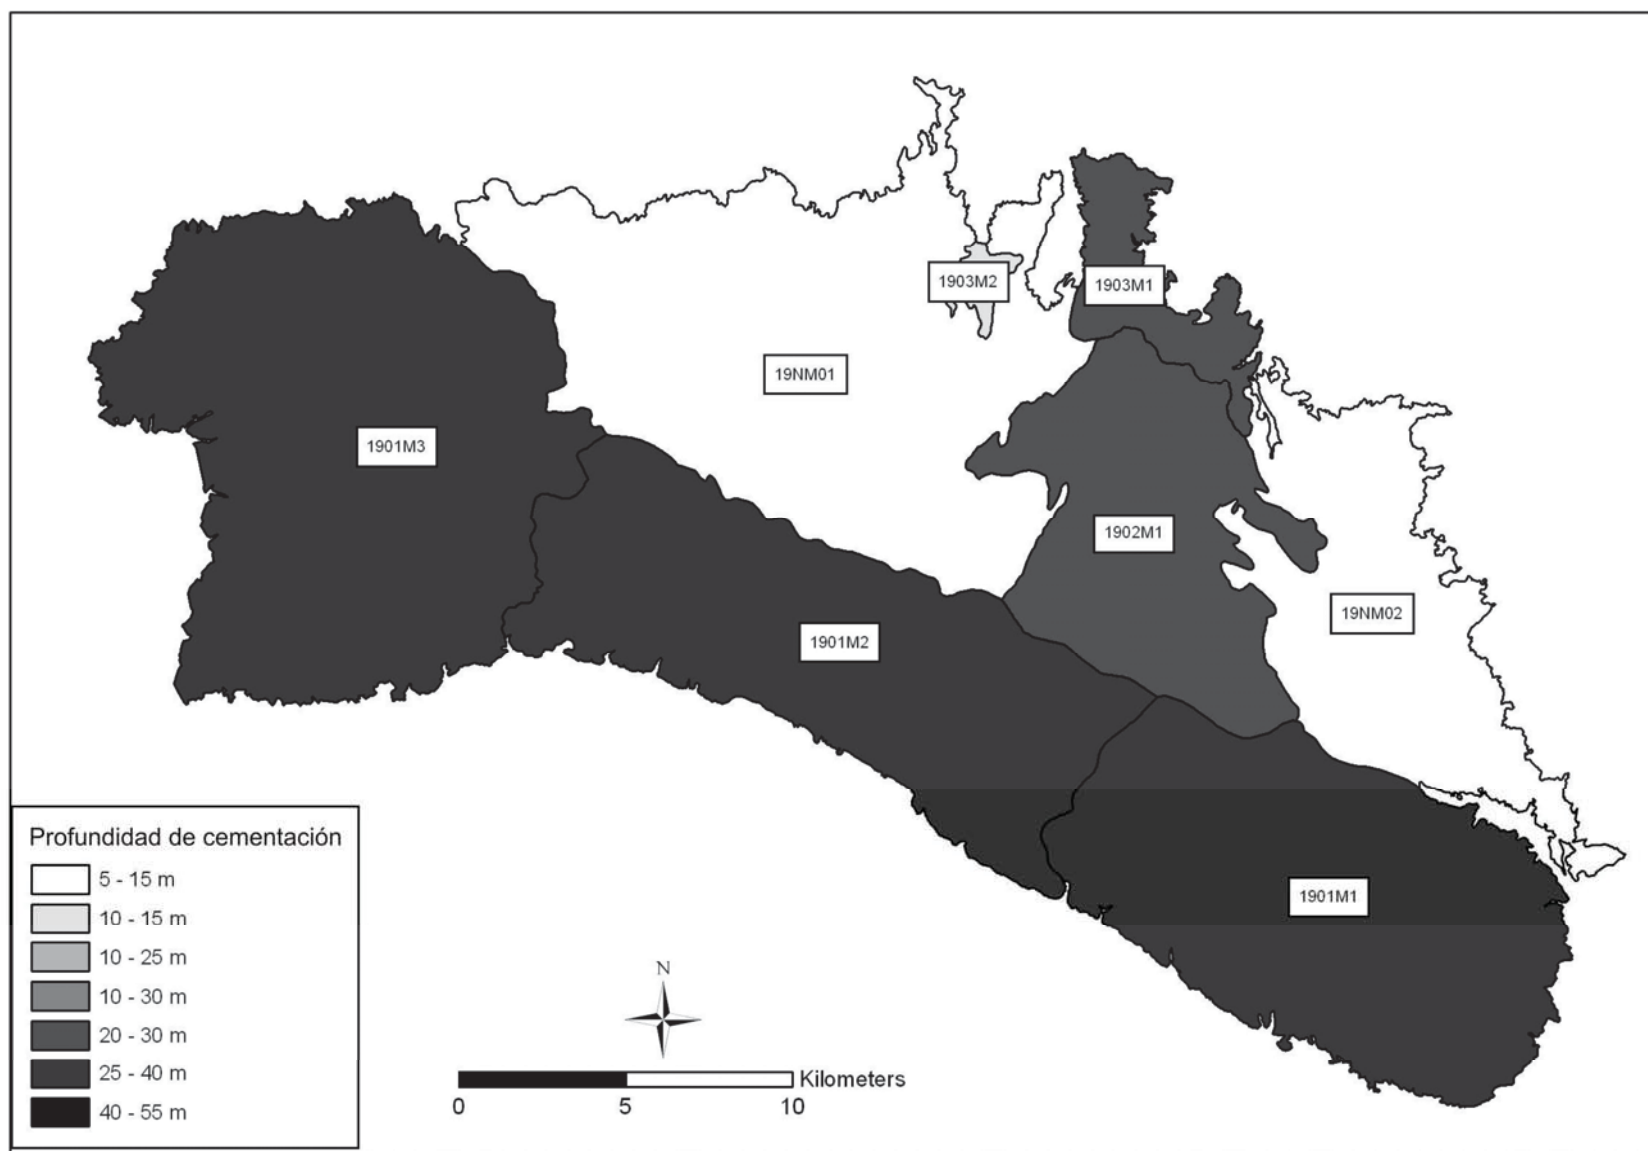 1903M2
1903M1
19NM01
1901M3
1902M1
19NM02
1901M2
1901M1
Profundidad de cementación
5 - 15 m
10 - 15 m
10 - 25 m
10 - 30 m
20 - 30 m
25 - 40 m
40 - 55 m
N
Kilometers
0 5 10